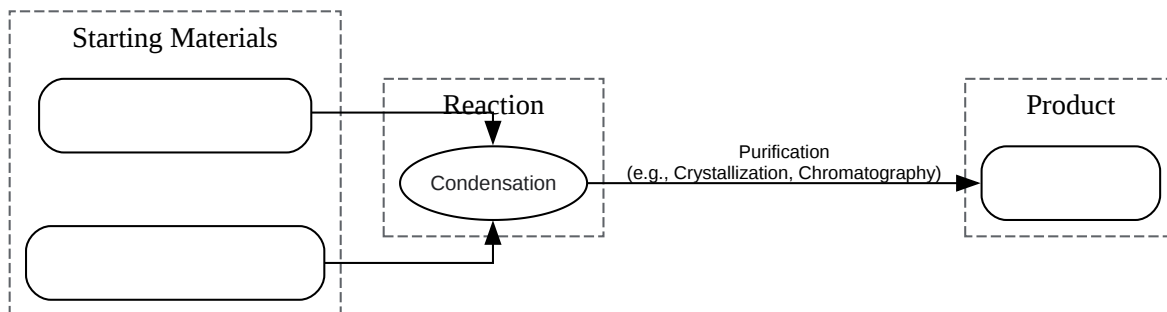 Starting Materials
Reaction
Product
Condensation
Purification
(e.g., Crystallization, Chromatography)